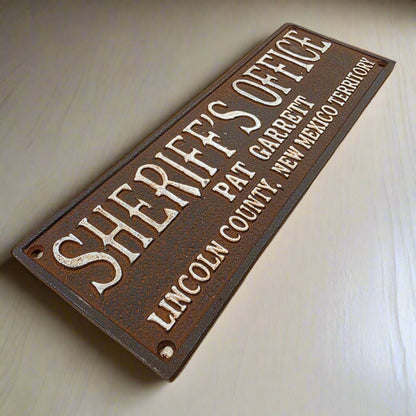 SHERIFF'S OFFICE
PAT GARRETT
LINCOLN COUNTY, NEW MEXICO TERRITORY